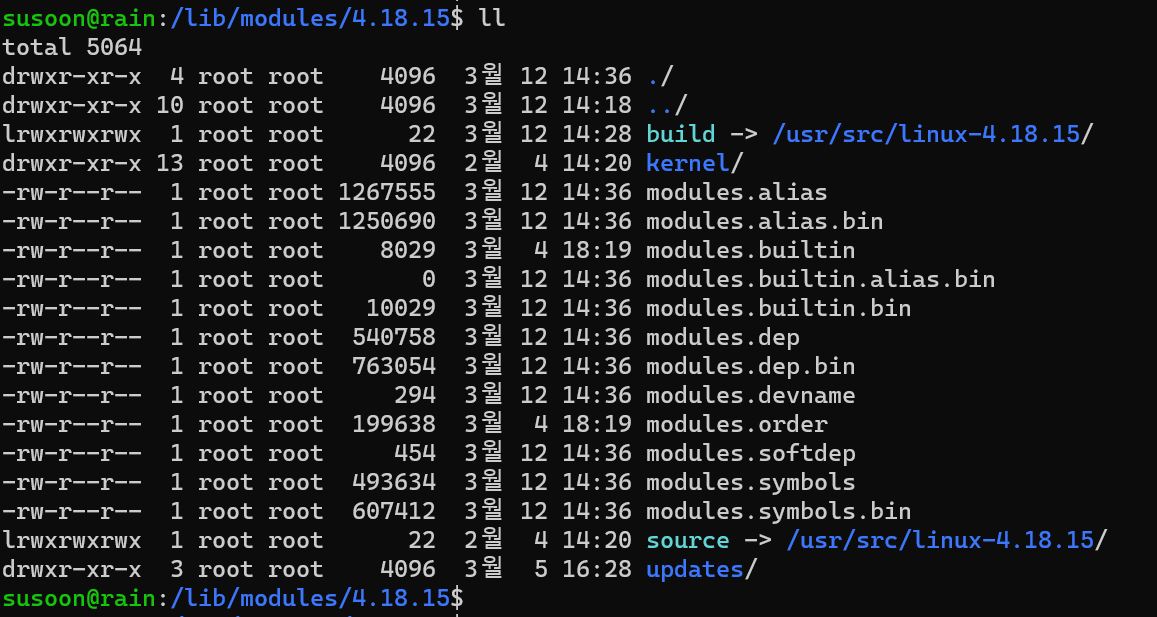 susoon@rain:/lib/modules/4.18.15$ ll
total 5064
drwxr-xr-x  4 root root    4096  3월 12 14:36 ./
drwxr-xr-x 10 root root    4096  3월 12 14:18 ../
lrwxrwxrwx  1 root root      22  3월 12 14:28 build -> /usr/src/linux-4.18.15/
drwxr-xr-x 13 root root    4096  2월  4 14:20 kernel/
-rw-r--r--  1 root root 1267555  3월 12 14:36 modules.alias
-rw-r--r--  1 root root 1250690  3월 12 14:36 modules.alias.bin
-rw-r--r--  1 root root    8029  3월  4 18:19 modules.builtin
-rw-r--r--  1 root root       0  3월 12 14:36 modules.builtin.alias.bin
-rw-r--r--  1 root root   10029  3월 12 14:36 modules.builtin.bin
-rw-r--r--  1 root root  540758  3월 12 14:36 modules.dep
-rw-r--r--  1 root root  763054  3월 12 14:36 modules.dep.bin
-rw-r--r--  1 root root     294  3월 12 14:36 modules.devname
-rw-r--r--  1 root root  199638  3월  4 18:19 modules.order
-rw-r--r--  1 root root     454  3월 12 14:36 modules.softdep
-rw-r--r--  1 root root  493634  3월 12 14:36 modules.symbols
-rw-r--r--  1 root root  607412  3월 12 14:36 modules.symbols.bin
lrwxrwxrwx  1 root root      22  2월  4 14:20 source -> /usr/src/linux-4.18.15/
drwxr-xr-x  3 root root    4096  3월  5 16:28 updates/
susoon@rain:/lib/modules/4.18.15$